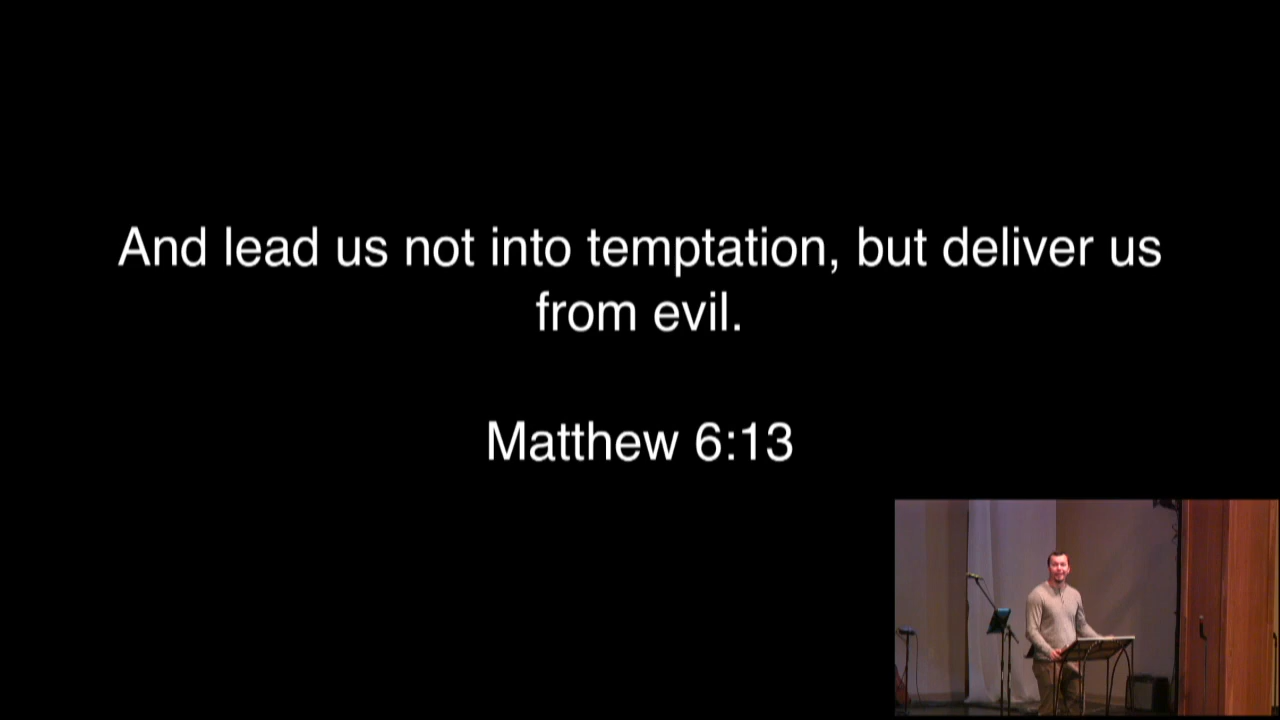 And lead us not into temptation, but deliver us
from evil.
Matthew 6:13